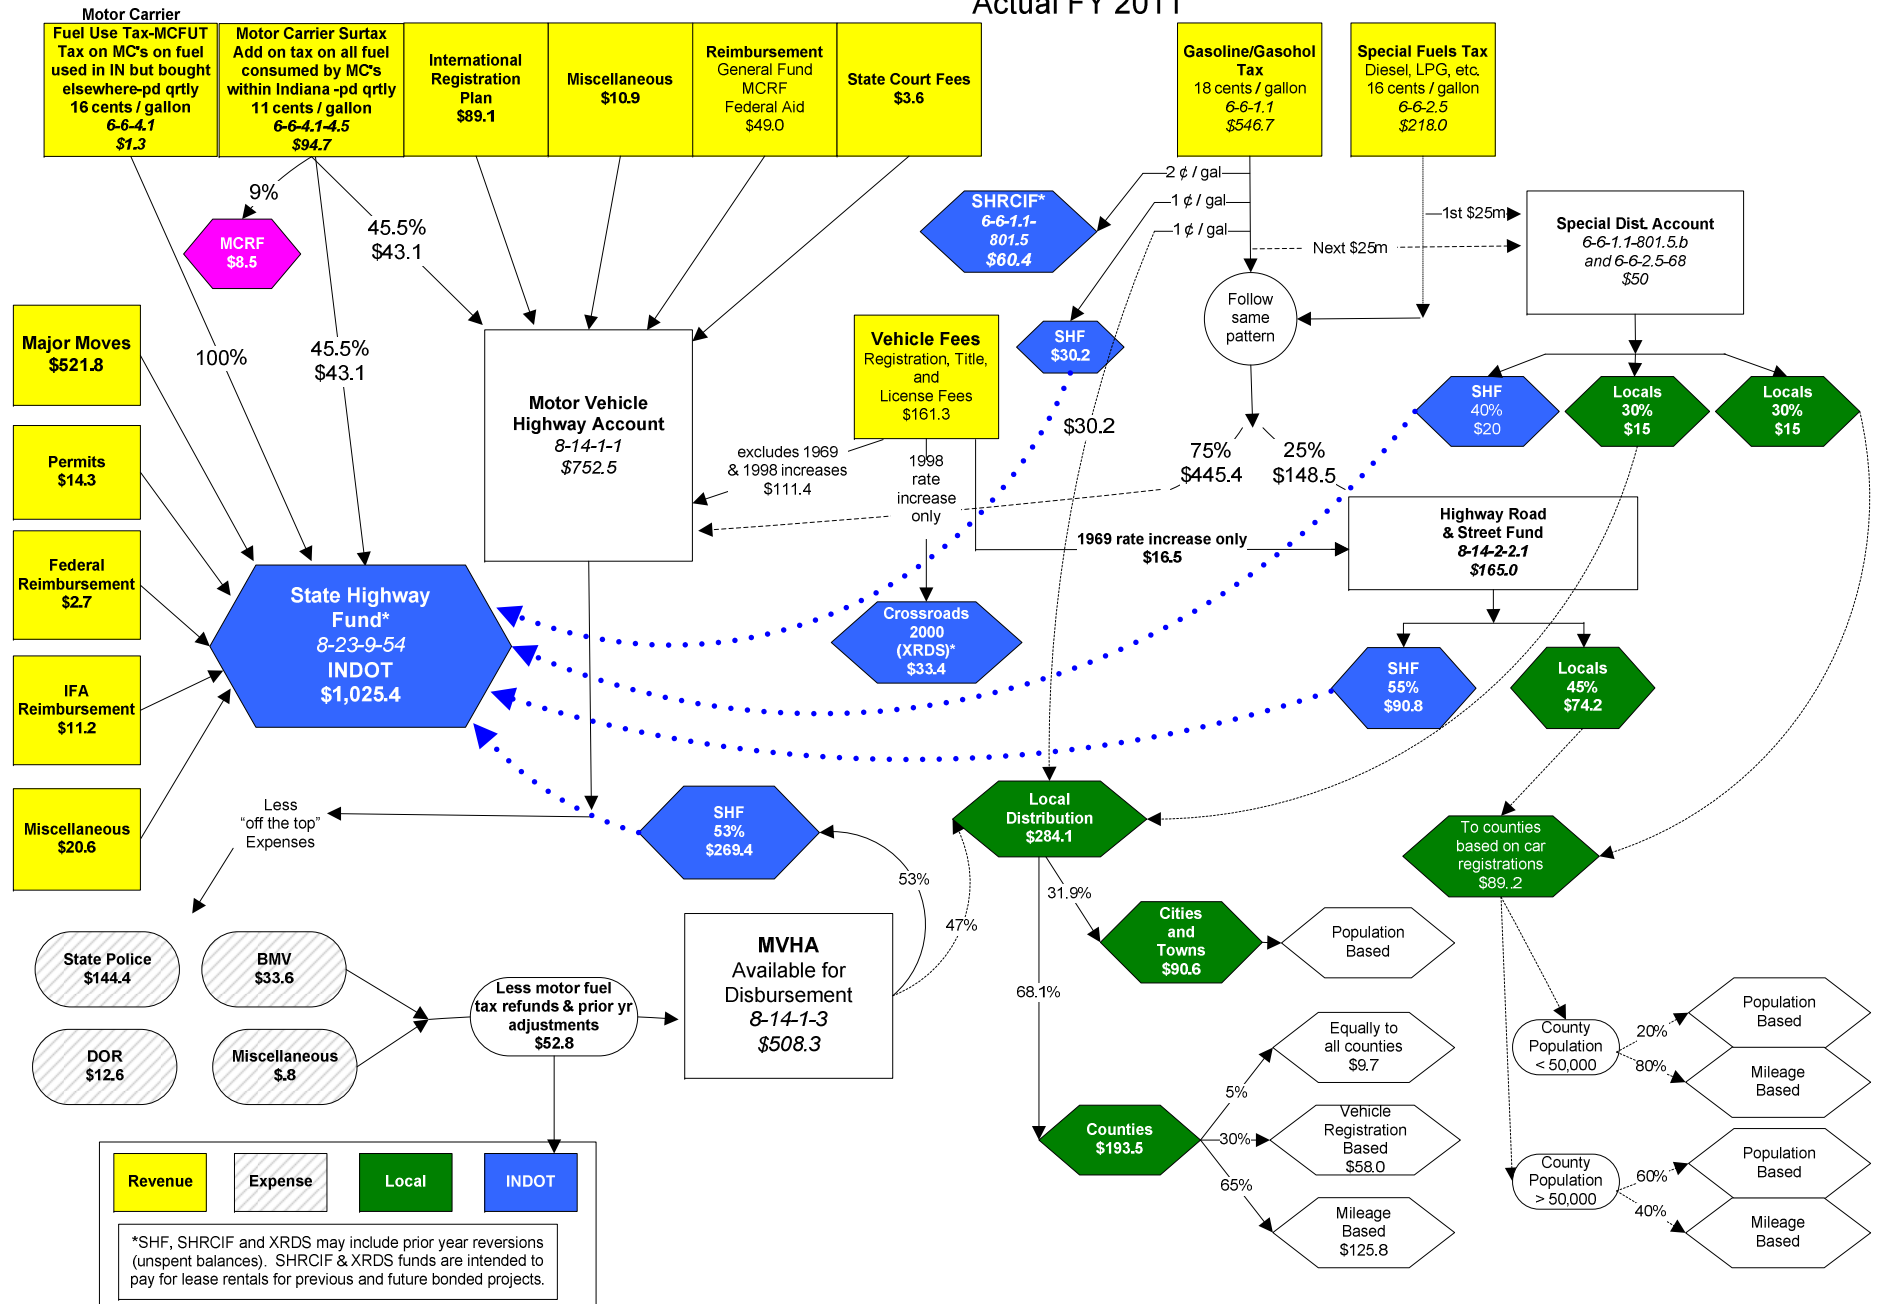 Actual FY 2011
Motor Carrier
Fuel Use Tax-MCFUT
Tax on MC's on fuel
used in IN but bought
elsewhere-pd qrtly
16 cents / gallon
6-6-4.1
$1.3
Motor Carrier Surtax
Add on tax on all fuel
consumed by MC's
within Indiana -pd qrtly
11 cents / gallon
6-6-4.1-4.5
$94.7
International
Registration
Plan
$89.1
Miscellaneous
$10.9
Reimbursement
General Fund
MCRF
Federal Aid
$49.0
State Court Fees
$3.6
Gasoline/Gasohol
Tax
18 cents / gallon
6-6-1.1
$546.7
Special Fuels Tax
Diesel, LPG, etc.
16 cents / gallon
6-6-2.5
$218.0
2 ¢ / gal
1 ¢ / gal
1 ¢ / gal
9%
MCRF
$8.5
45.5%
$43.1
SHRCIF*
6-6-1.1-
801.5
$60.4
1st $25m
Next $25m
Special Dist. Account
6-6-1.1-801.5.b
and 6-6-2.5-68
$50
Follow
same
pattern
Major Moves
$521.8
100%
45.5%
$43.1
Motor Vehicle
Highway Account
8-14-1-1
$752.5
Vehicle Fees
Registration, Title,
and
License Fees
$161.3
SHF
$30.2
$30.2
SHF
40%
$20
Locals
30%
$15
Locals
30%
$15
75%
$445.4
25%
$148.5
excludes 1969
& 1998 increases
$111.4
1998
rate
increase
only
Permits
$14.3
1969 rate increase only
$16.5
Highway Road
& Street Fund
8-14-2-2.1
$165.0
Federal
Reimbursement
$2.7
State Highway
Fund*
8-23-9-54
INDOT
$1,025.4
Crossroads
2000
(XRDS)*
$33.4
SHF
55%
$90.8
Locals
45%
$74.2
IFA
Reimbursement
$11.2
Miscellaneous
$20.6
Less
“off the top”
Expenses
SHF
53%
$269.4
Local
Distribution
$284.1
To counties
based on car
registrations
$89..2
53%
47%
31.9%
68.1%
Cities
and
Towns
$90.6
Population
Based
State Police
$144.4
BMV
$33.6
DOR
$12.6
Miscellaneous
$.8
Less motor fuel
tax refunds & prior yr
adjustments
$52.8
MVHA
Available for
Disbursement
8-14-1-3
$508.3
County
Population
< 50,000
20%
80%
Population
Based
Mileage
Based
Equally to
all counties
$9.7
5%
Counties
$193.5
30%
Vehicle
Registration
Based
$58.0
65%
Mileage
Based
$125.8
County
Population
> 50,000
60%
40%
Population
Based
Mileage
Based
Revenue
Expense
Local
INDOT
*SHF, SHRCIF and XRDS may include prior year reversions
(unspent balances).  SHRCIF & XRDS funds are intended to
pay for lease rentals for previous and future bonded projects.